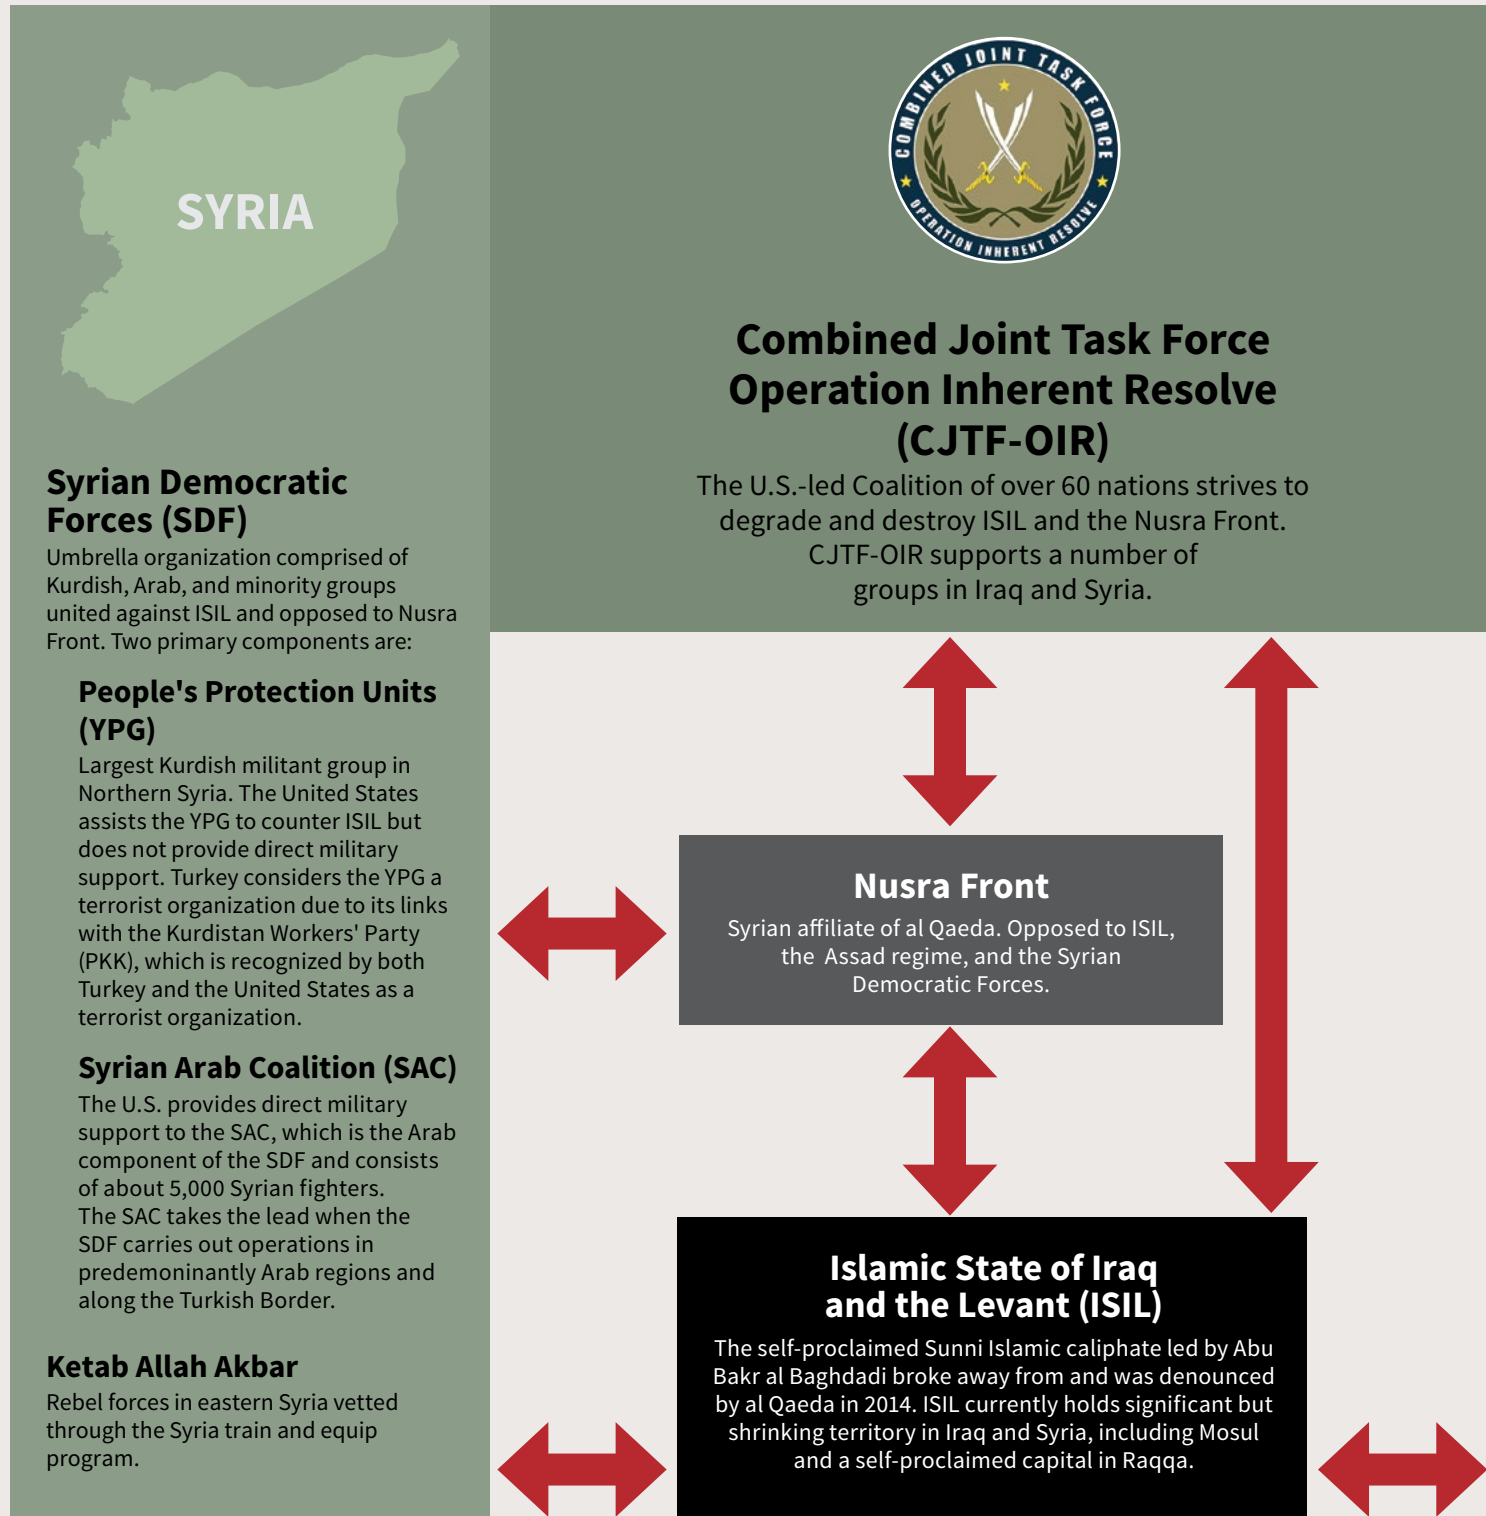 SYRIA
Syrian Democratic
Forces (SDF)
Umbrella organization comprised of
Kurdish, Arab, and minority groups
united against ISIL and opposed to Nusra
Front. Two primary components are:
People's Protection Units
(YPG)
Largest Kurdish militant group in
Northern Syria. The United States
assists the YPG to counter ISIL but
does not provide direct military
support. Turkey considers the YPG a
terrorist organization due to its links
with the Kurdistan Workers' Party
(PKK), which is recognized by both
Turkey and the United States as a
terrorist organization.
Syrian Arab Coalition (SAC)
The U.S. provides direct military
support to the SAC, which is the Arab
component of the SDF and consists
of about 5,000 Syrian fighters.
The SAC takes the lead when the
SDF carries out operations in
predemoninantly Arab regions and
along the Turkish Border.
Ketab Allah Akbar
Rebel forces in eastern Syria vetted
through the Syria train and equip
program.
COMBINED JOINT TASK FORCE
OPERATION INHERENT RESOLVE
Combined Joint Task Force
Operation Inherent Resolve
(CJTF-OIR)
The U.S.-led Coalition of over 60 nations strives to
degrade and destroy ISIL and the Nusra Front.
CJTF-OIR supports a number of
groups in Iraq and Syria.
Nusra Front
Syrian affiliate of al Qaeda. Opposed to ISIL,
the Assad regime, and the Syrian
Democratic Forces.
Islamic State of Iraq
and the Levant (ISIL)
The self-proclaimed Sunni Islamic caliphate led by Abu
Bakr al Baghdadi broke away from and was denounced
by al Qaeda in 2014. ISIL currently holds significant but
shrinking territory in Iraq and Syria, including Mosul
and a self-proclaimed capital in Raqqa.